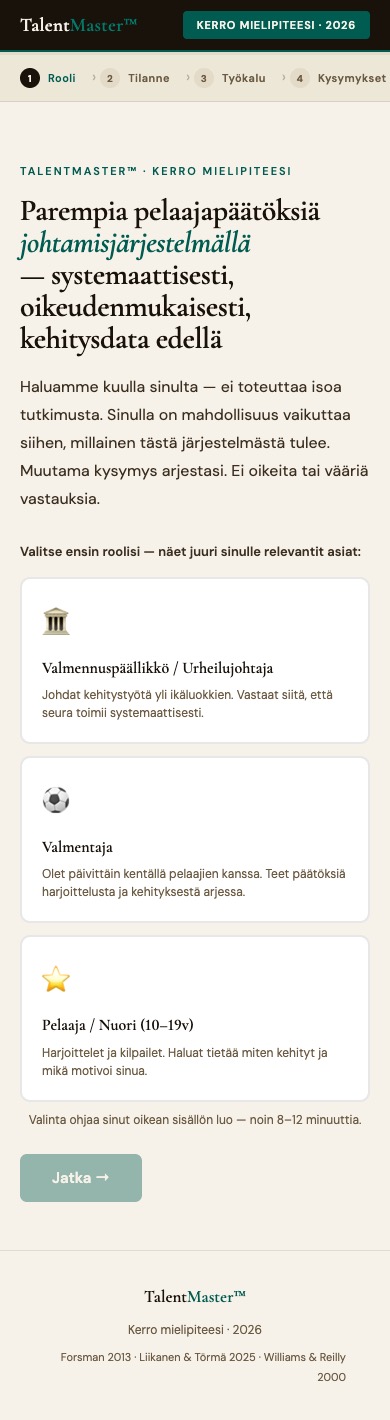 TalentMaster™
KERRO MIELIPITEESI · 2026
1 Rooli › 2 Tilanne › 3 Työkalu › 4 Kysymykset
TALENTMASTER™ · KERRO MIELIPITEESI
Parempia pelaajapäätöksiä
johtamisjärjestelmällä
— systemaattisesti,
oikeudenmukaisesti,
kehitysdata edellä
Haluamme kuulla sinulta — ei toteuttaa isoa
tutkimusta. Sinulla on mahdollisuus vaikuttaa
siihen, millainen tästä järjestelmästä tulee.
Muutama kysymys arjestasi. Ei oikeita tai vääriä
vastauksia.
Valitse ensin roolisi — näet juuri sinulle relevantit asiat:
Valmennuspäällikkö / Urheilujohtaja
Johdat kehitystyötä yli ikäluokkien. Vastaat siitä, että
seura toimii systemaattisesti.
Valmentaja
Olet päivittäin kentällä pelaajien kanssa. Teet päätöksiä
harjoittelusta ja kehityksestä arjessa.
Pelaaja / Nuori (10–19v)
Harjoittelet ja kilpailet. Haluat tietää miten kehityt ja
mikä motivoi sinua.
Valinta ohjaa sinut oikean sisällön luo — noin 8–12 minuuttia.
Jatka →
TalentMaster™
Kerro mielipiteesi · 2026
Forsman 2013 · Liikanen & Törmä 2025 · Williams & Reilly
2000